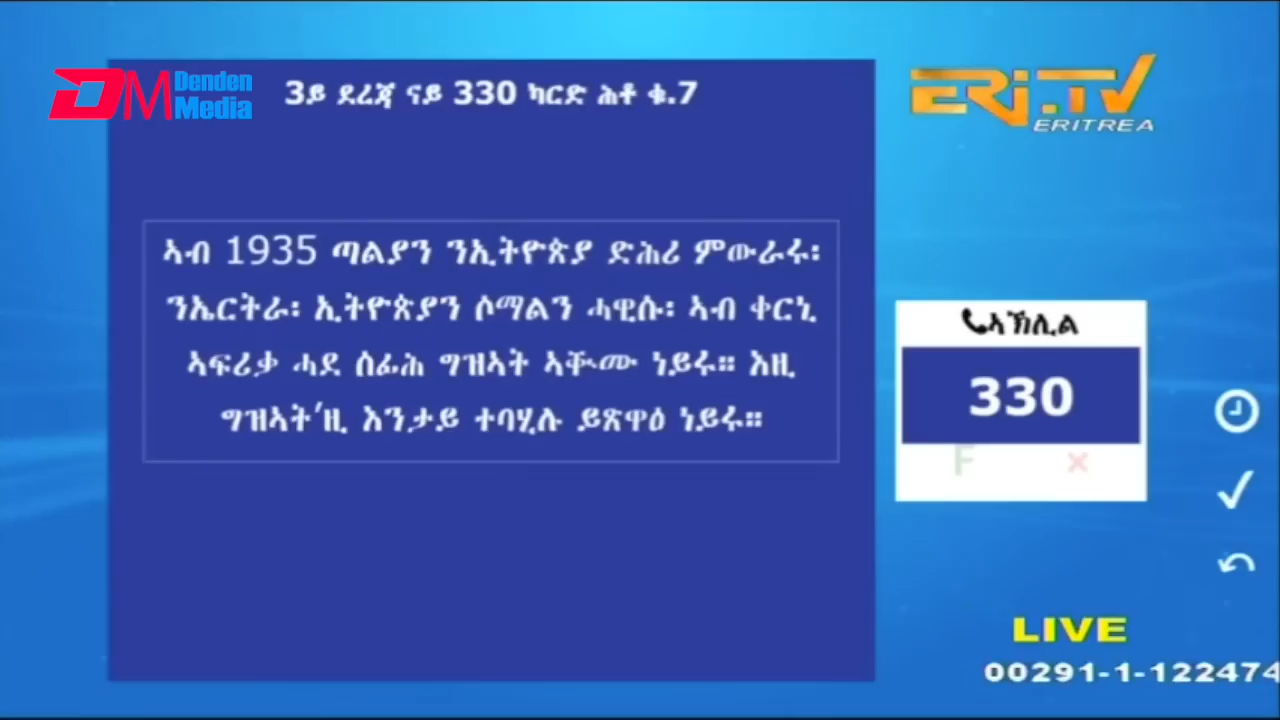 DM Denden Media
3ይ ደረጃ ናይ 330 ካርድ ሕቶ ቁ.7
ERi.TV
ERITREA
ኣብ 1935 ጣልያን ንኢትዮጵያ ድሕሪ ምውራሩ፡
ንኤርትራ፡ ኢትዮጵያን ሶማልን ሓዊሱ፡ ኣብ ቀርኒ
ኣፍሪቃ ሓደ ሰፊሕ ግዝኣት ኣቚሙ ነይሩ። እዚ
ግዝኣት’ዚ እንታይ ተባሂሉ ይጽዋዕ ነይሩ።
ኣኽሊል
330
F ×
LIVE
00291-1-122474